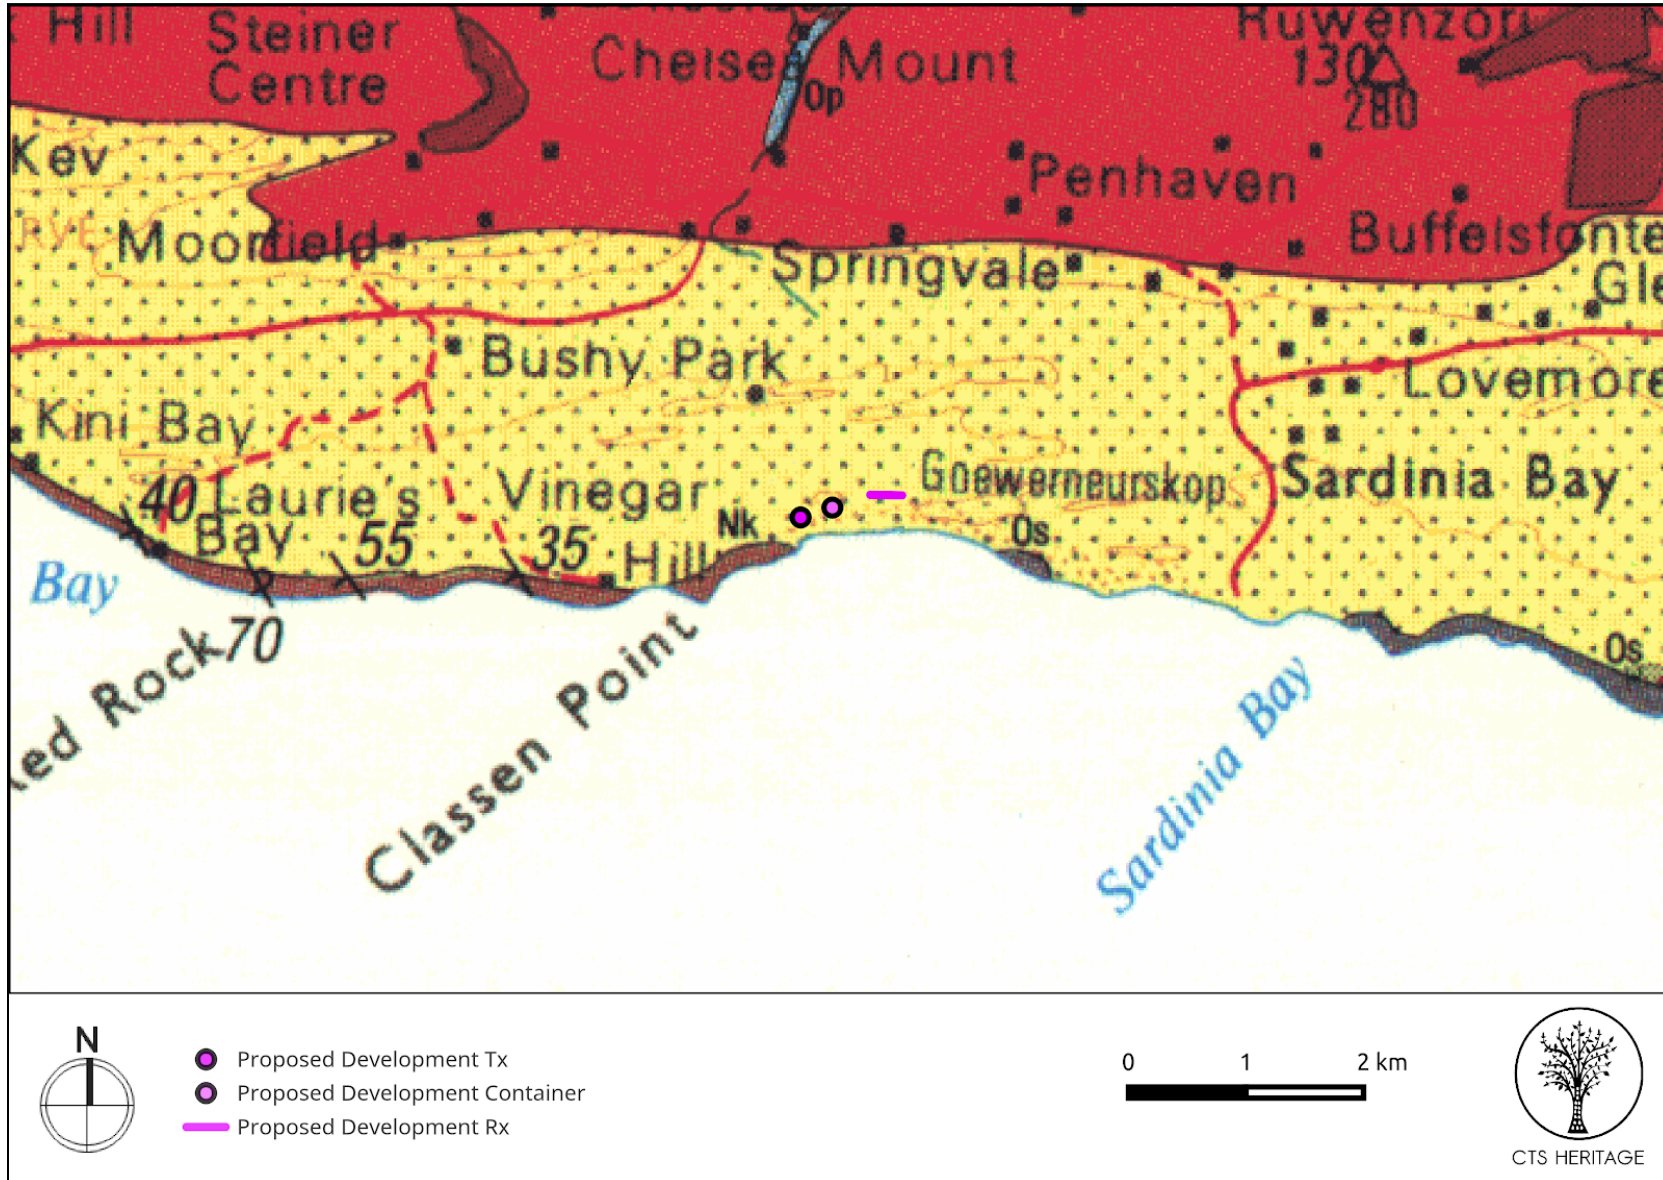 Hill
Steiner
Centre
Chelsea Mount
Op
Ruwenzori
130
280
Kev
Penhaven
Moorfield
Buffelsfonte
Springvale
Gle
Bushy Park
Lovemore
Kini Bay
Goewerneurskop
Sardinia Bay
40
Laurie's
Bay
Vinegar
Hill
Nk
Os
55
35
Bay
70
Os
Red Rock
Classen Point
Sardinia Bay
N
Proposed Development Tx
Proposed Development Container
Proposed Development Rx
0 1 2 km
CTS HERITAGE